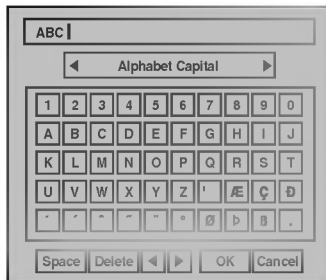 ABC
◀ Alphabet Capital ▶
1 2 3 4 5 6 7 8 9 0
A B C D E F G H I J
K L M N O P Q R S T
U V W X Y Z ' Æ Ç Ð
Ø Þ ß .
Space Delete ◀ ▶ OK Cancel